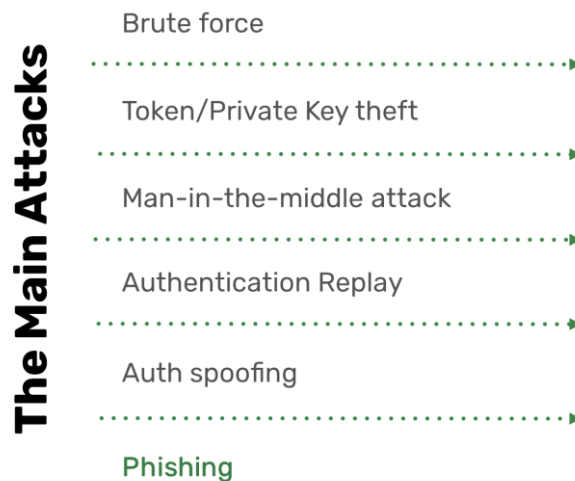 The Main Attacks
Brute force
Token/Private Key theft
Man-in-the-middle attack
Authentication Replay
Auth spoofing
Phishing